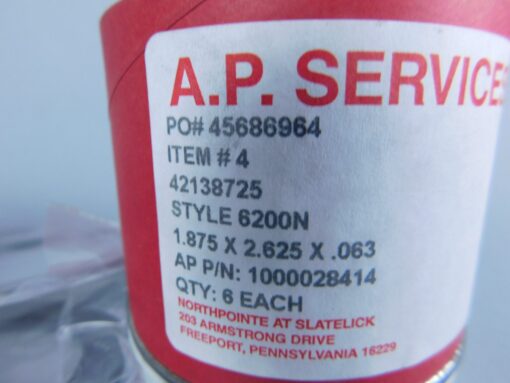 A.P. SERVICES
PO# 45686964
ITEM # 4
42138725
STYLE 6200N
1.875 X 2.625 X .063
AP P/N: 1000028414
QTY: 6 EACH
NORTHPOINTE AT SLATELICK
203 ARMSTRONG DRIVE
FREEPORT, PENNSYLVANIA 16229